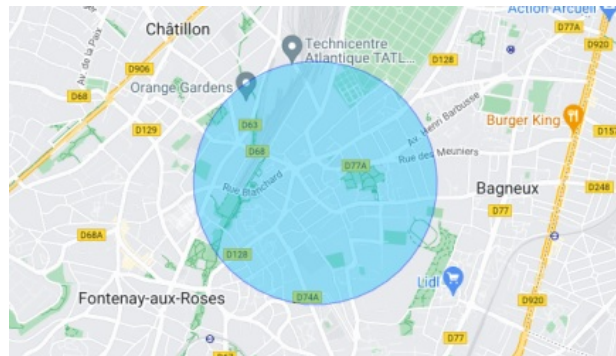 Action Arcueil
D77A
D920
Châtillon
Technicentre
Atlantique TATL...
Av. de la Paix
D906
D128
D68
Orange Gardens
D63
D129
Av. Henri Barbusse
Burger King
D68
D157
D77A
Rue des Meuniers
Rue Blanchard
Bagneux
D248
D77
D68A
D128
Lidl
Fontenay-aux-Roses
D74A
D920
D77